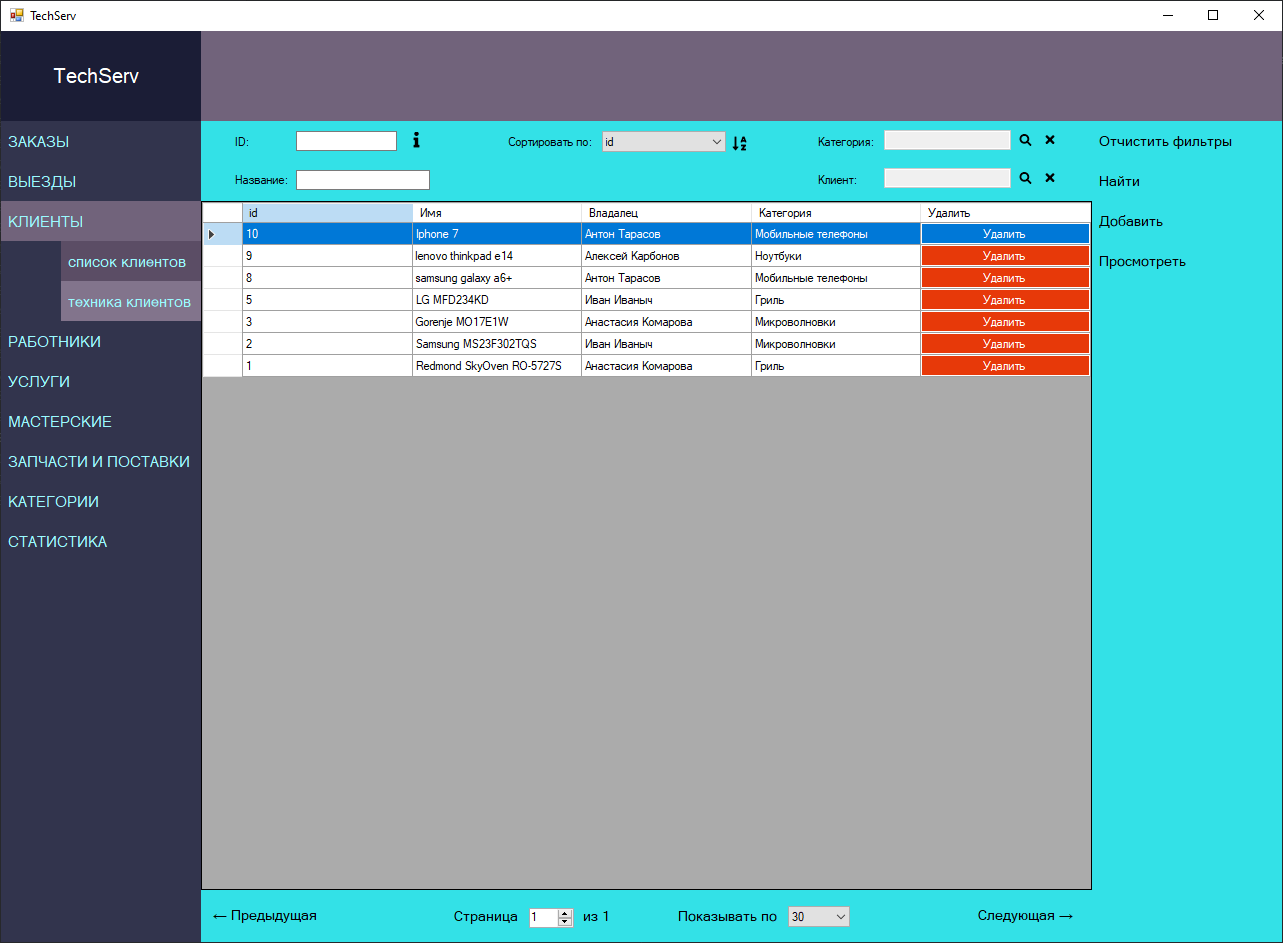 TechServ
TechServ
ЗАКАЗЫ
ВЫЕЗДЫ
КЛИЕНТЫ
список клиентов
техника клиентов
РАБОТНИКИ
УСЛУГИ
МАСТЕРСКИЕ
ЗАПЧАСТИ И ПОСТАВКИ
КАТЕГОРИИ
СТАТИСТИКА
ID: Сортировать по: id Категория:
Название: Клиент:
Отчистить фильтры
Найти
Добавить
Просмотреть
id Имя Владелец Категория Удалить
10 Iphone 7 Антон Тарасов Мобильные телефоны Удалить
9 lenovo thinkpad e14 Алексей Карбонов Ноутбуки Удалить
8 samsung galaxy a6+ Антон Тарасов Мобильные телефоны Удалить
5 LG MFD234KD Иван Иваныч Гриль Удалить
3 Gorenje MO17E1W Анастасия Комарова Микроволновки Удалить
2 Samsung MS23F302TQS Иван Иваныч Микроволновки Удалить
1 Redmond SkyOven RO-5727S Анастасия Комарова Гриль Удалить
← Предыдущая Страница 1 из 1 Показывать по 30 Следующая →